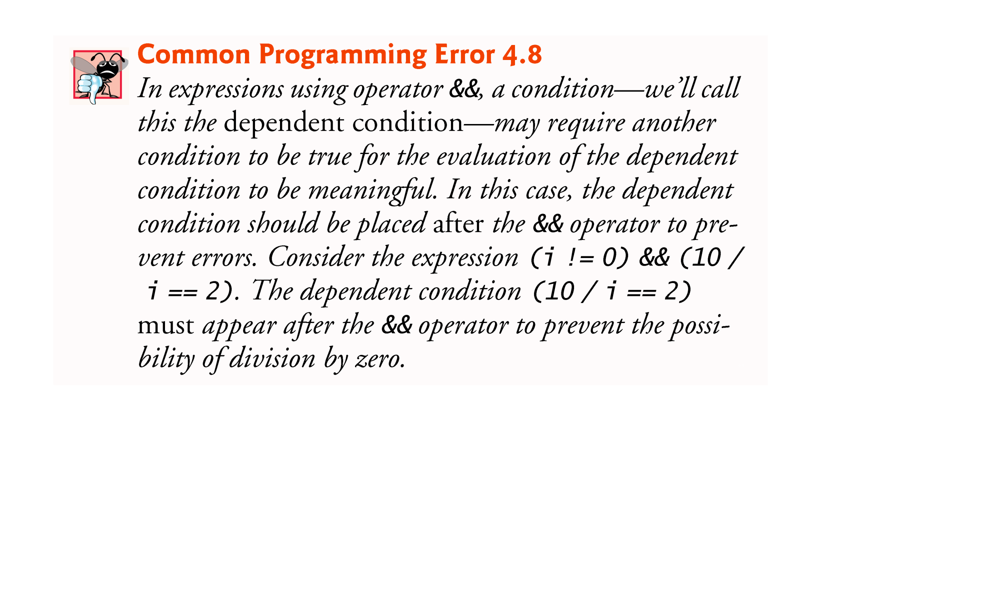 Common Programming Error 4.8
In expressions using operator &&, a condition—we’ll call
this the dependent condition—may require another
condition to be true for the evaluation of the dependent
condition to be meaningful. In this case, the dependent
condition should be placed after the && operator to pre-
vent errors. Consider the expression (i != 0) && (10 /
i == 2). The dependent condition (10 / i == 2)
must appear after the && operator to prevent the possi-
bility of division by zero.